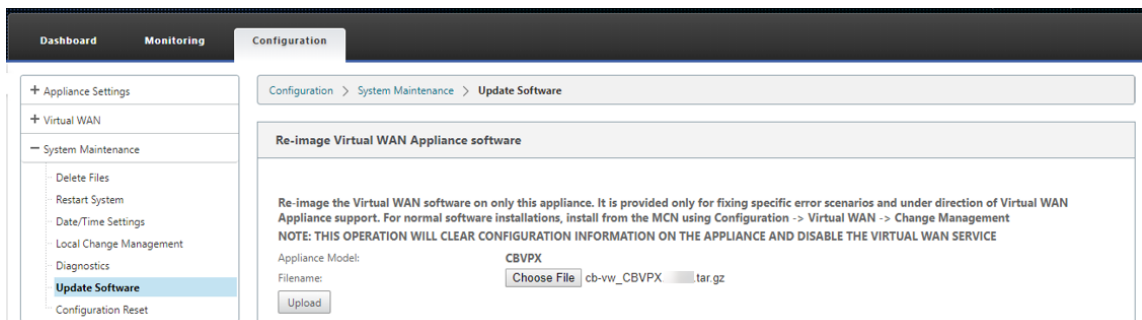 Dashboard Monitoring Configuration
+ Appliance Settings
+ Virtual WAN
− System Maintenance
Delete Files
Restart System
Date/Time Settings
Local Change Management
Diagnostics
Update Software
Configuration Reset
Configuration > System Maintenance > Update Software
Re-image Virtual WAN Appliance software
Re-image the Virtual WAN software on only this appliance. It is provided only for fixing specific error scenarios and under direction of Virtual WAN
Appliance support. For normal software installations, install from the MCN using Configuration -> Virtual WAN -> Change Management
NOTE: THIS OPERATION WILL CLEAR CONFIGURATION INFORMATION ON THE APPLIANCE AND DISABLE THE VIRTUAL WAN SERVICE
Appliance Model: CBVPX
Filename: Choose File cb-vw_CBVPX .tar.gz
Upload